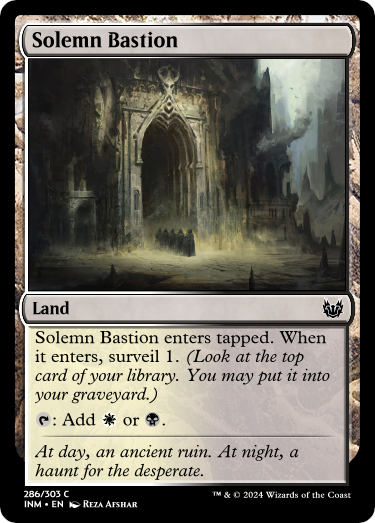 Solemn Bastion
Land
Solemn Bastion enters tapped. When
it enters, surveil 1. (Look at the top
card of your library. You may put it into
your graveyard.)
: Add or .
At day, an ancient ruin. At night, a
haunt for the desperate.
286/303 C
INM • EN Reza Afshar
™ & © 2024 Wizards of the Coast